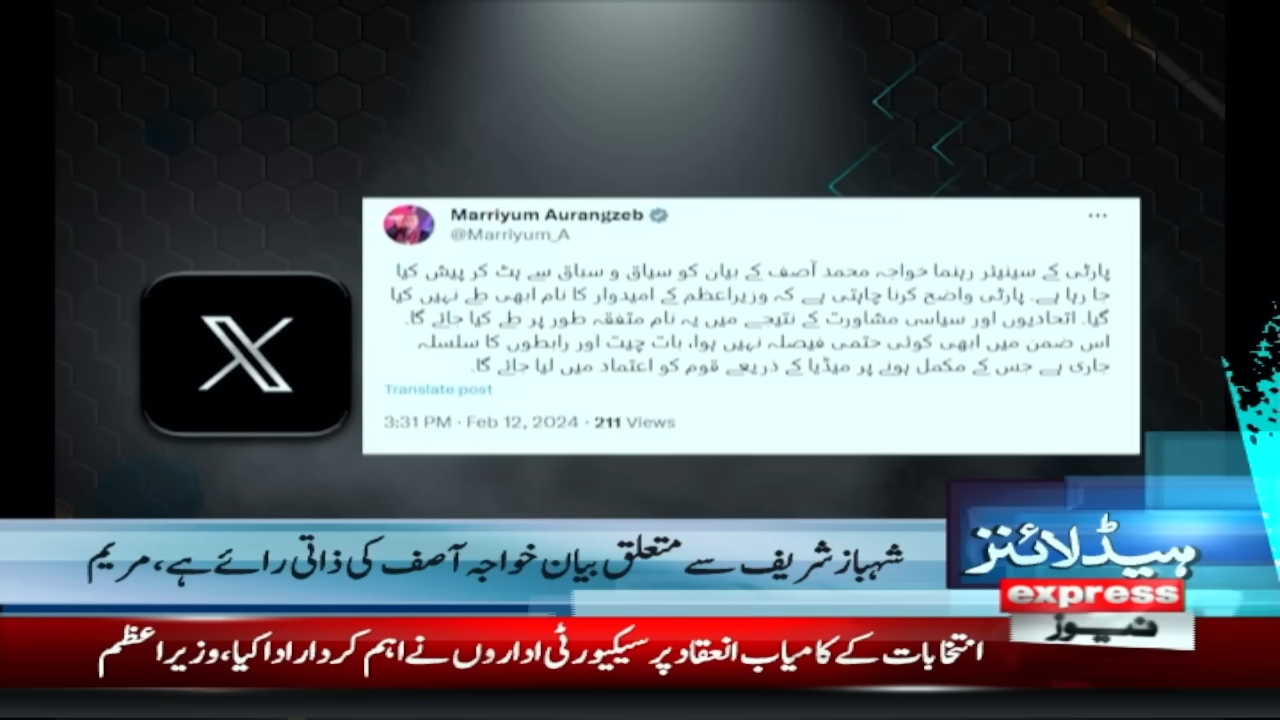 Marriyum Aurangzeb
@Marriyum_A
پارٹی کے سینیئر رہنما خواجہ محمد آصف کے بیان کو سیاق و سباق سے ہٹ کر پیش کیا
جا رہا ہے۔ پارٹی واضح کرنا چاہتی ہے کہ وزیراعظم کے امیدوار کا نام ابھی طے نہیں کیا
گیا۔ اتحادیوں اور سیاسی مشاورت کے نتیجے میں یہ نام متفقہ طور پر طے کیا جائے گا۔
اس ضمن میں ابھی کوئی حتمی فیصلہ نہیں ہوا، بات چیت اور رابطوں کا سلسلہ
جاری ہے جس کے مکمل ہونے پر میڈیا کے ذریعے قوم کو اعتماد میں لیا جائے گا۔
Translate post
3:31 PM · Feb 12, 2024 · 211 Views
X
ہیڈلائنز
شہباز شریف سے متعلق بیان خواجہ آصف کی ذاتی رائے ہے، مریم
express
نیوز
انتخابات کے کامیاب انعقاد پر سیکیورٹی اداروں نے اہم کردار ادا کیا، وزیراعظم